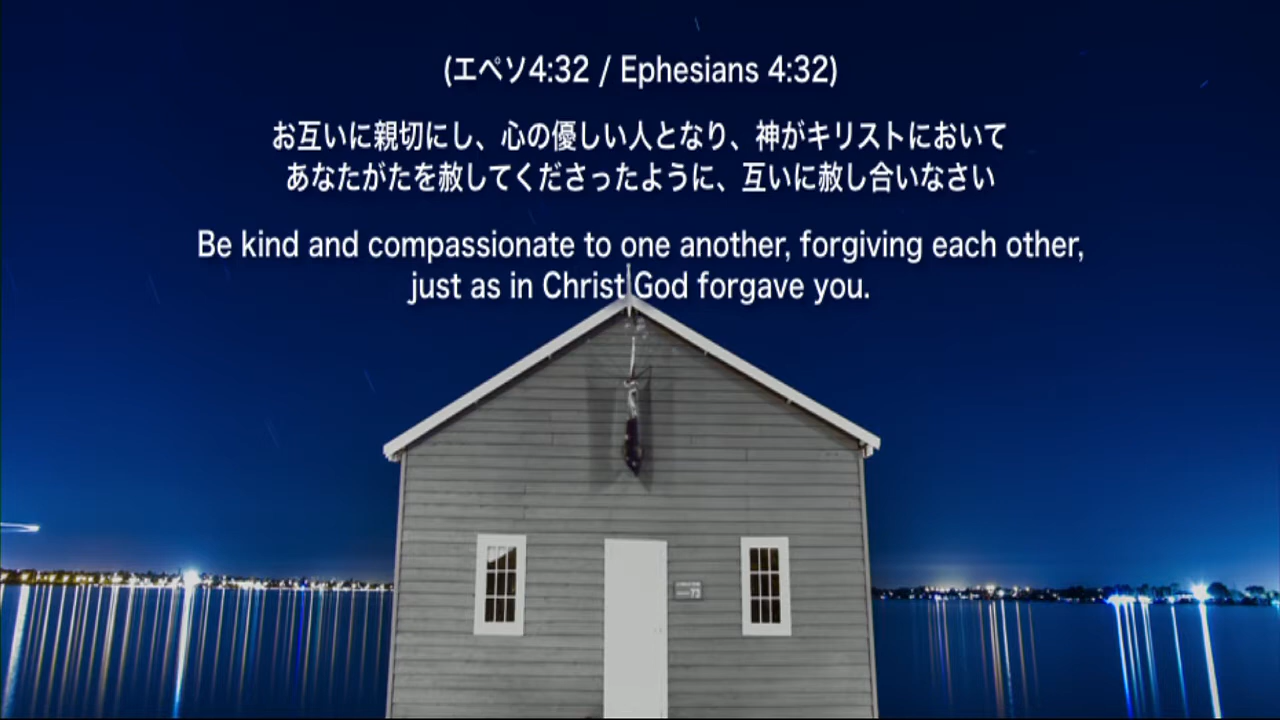 (エペソ4:32 / Ephesians 4:32)
お互いに親切にし、心の優しい人となり、神がキリストにおいて
あなたがたを赦してくださったように、互いに赦し合いなさい
Be kind and compassionate to one another, forgiving each other,
just as in Christ God forgave you.